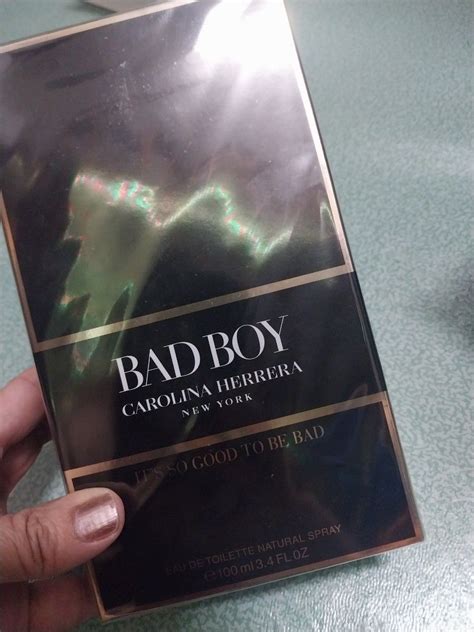 BAD BOY
CAROLINA HERRERA
NEW YORK
IT'S SO GOOD TO BE BAD
EAU DE TOILETTE NATURAL SPRAY
℮100 ml 3.4 FL OZ